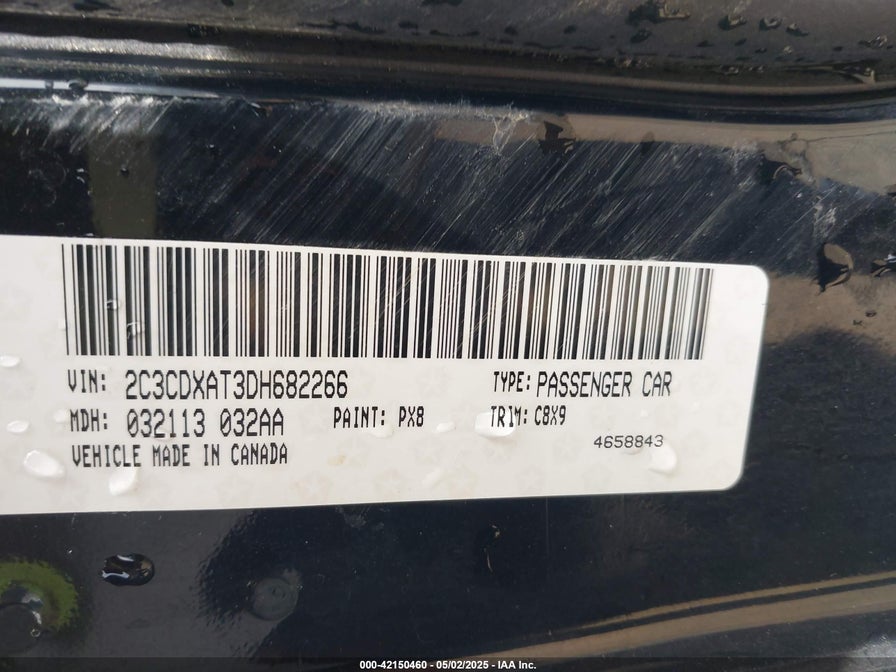 VIN: 2C3CDXAT3DH682266 TYPE: PASSENGER CAR
MDH: 032113 032AA PAINT: PX8 TRIM: C8X9
4658843
VEHICLE MADE IN CANADA
000-42150460 - 05/02/2025 - IAA Inc.